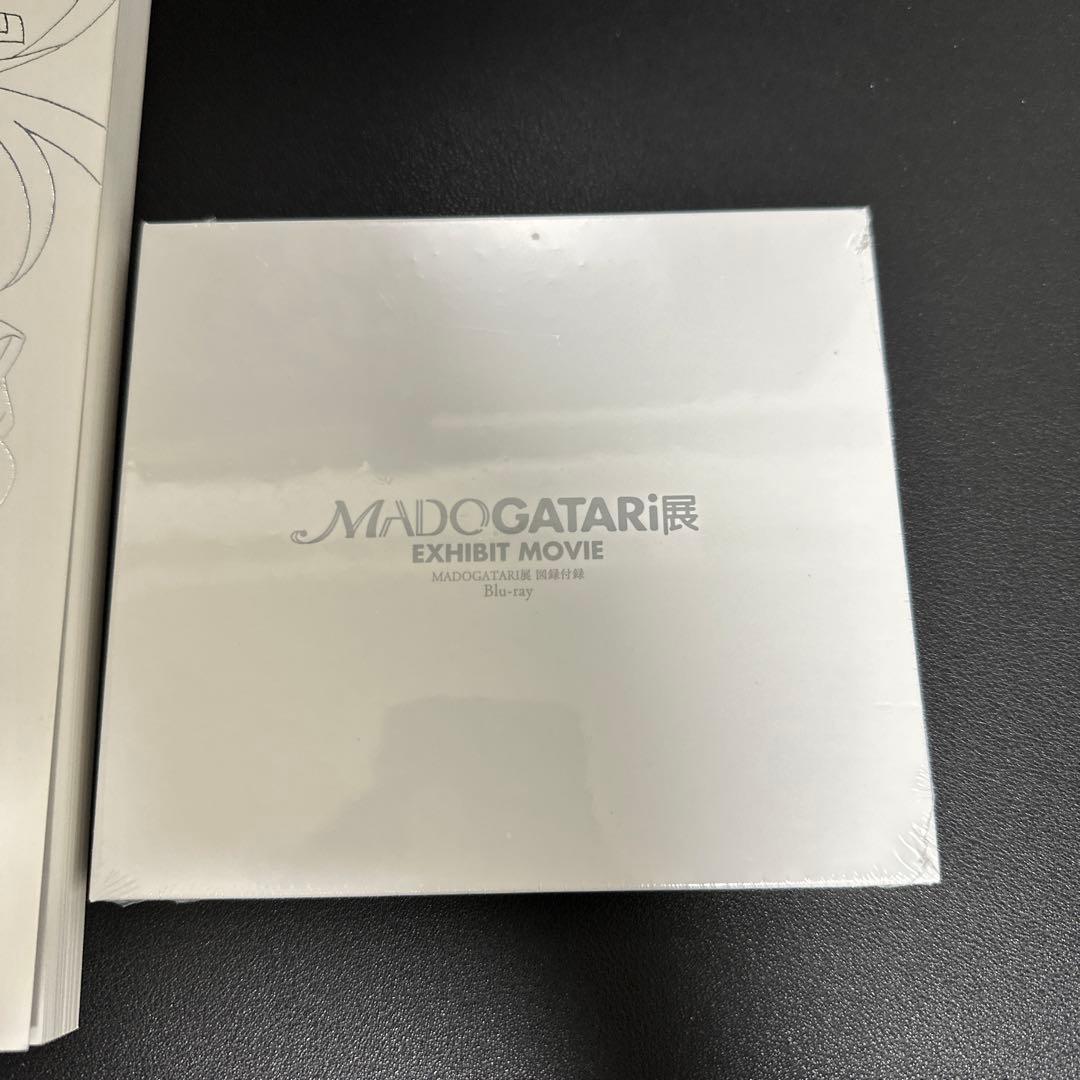 MADOGATARi展
EXHIBIT MOVIE
MADOGATARI展 図録付録
Blu-ray